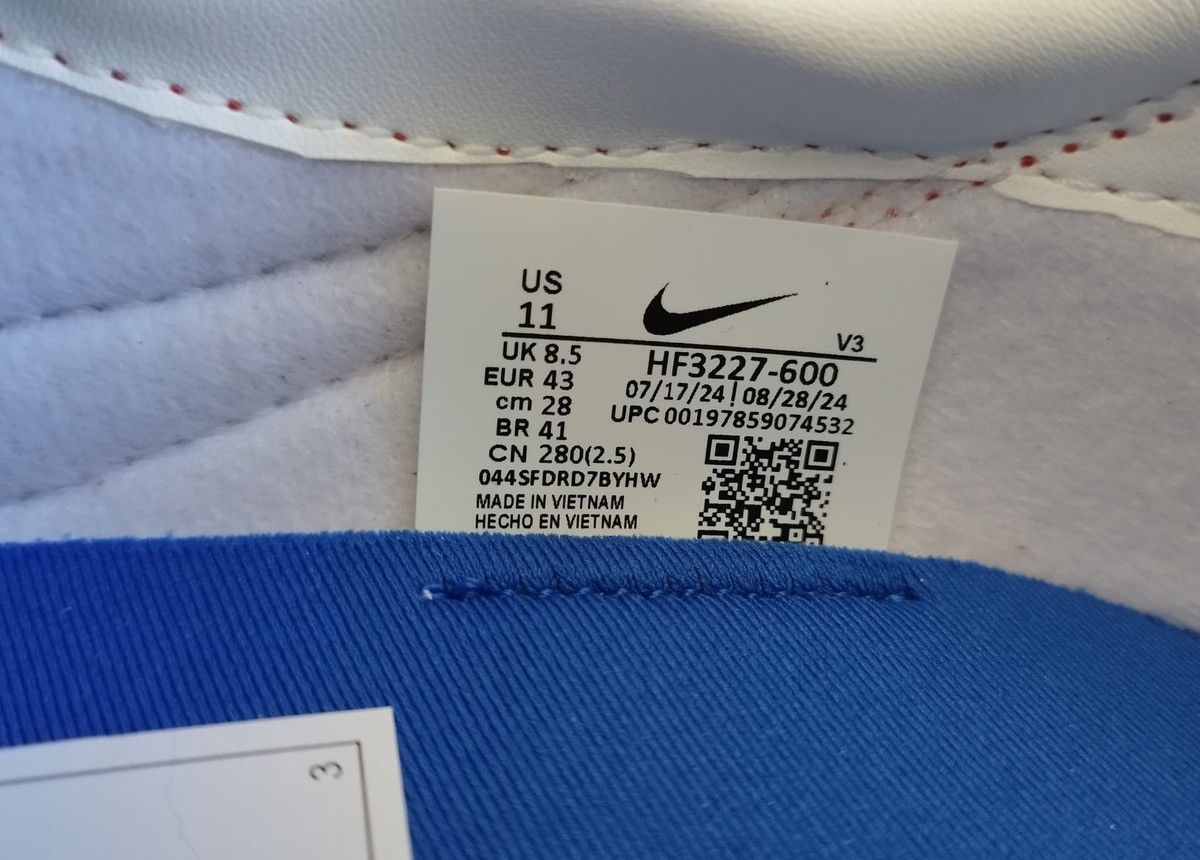 US
11
V3
UK 8.5
HF3227-600
EUR 43
07/17/24 | 08/28/24
cm 28
UPC 00197859074532
BR 41
CN 280(2.5)
044SFDRD7BYHW
MADE IN VIETNAM
HECHO EN VIETNAM
3